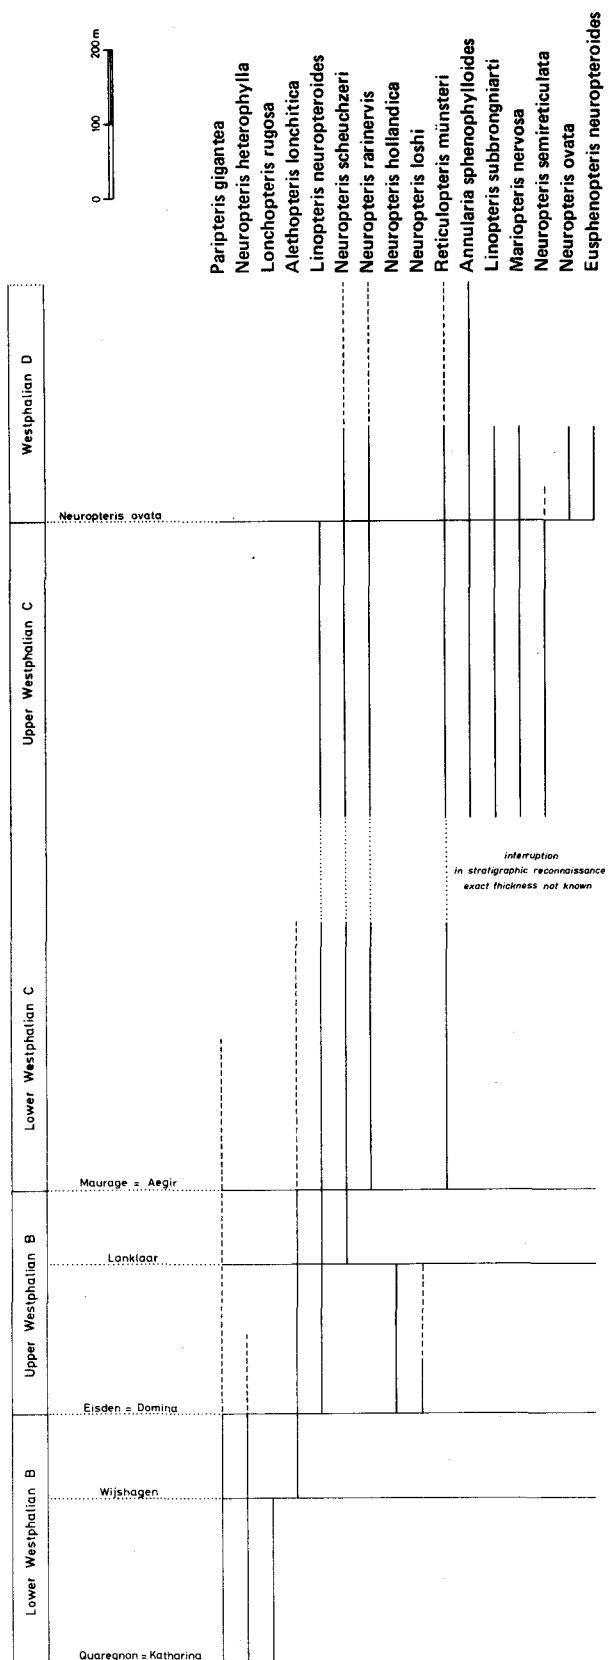 200 m
100
0
Paripteris gigantea
Neuropteris heterophylla
Lonchopteris rugosa
Alethopteris lonchitica
Linopteris neuropteroides
Neuropteris scheuchzeri
Neuropteris rarinervis
Neuropteris hollandica
Neuropteris loshi
Reticulopteris münsteri
Annularia sphenophylloides
Linopteris subbrongniarti
Mariopteris nervosa
Neuropteris semireticulata
Neuropteris ovata
Eusphenopteris neuropteroides
Westphalian D
Neuropteris ovata
Upper Westphalian C
interruption
in stratigraphic reconnaissance
exact thickness not known
Lower Westphalian C
Maurage = Aegir
Upper Westphalian B
Lanklaar
Eisden = Domina
Lower Westphalian B
Wijshagen
Quaregnon = Katharina